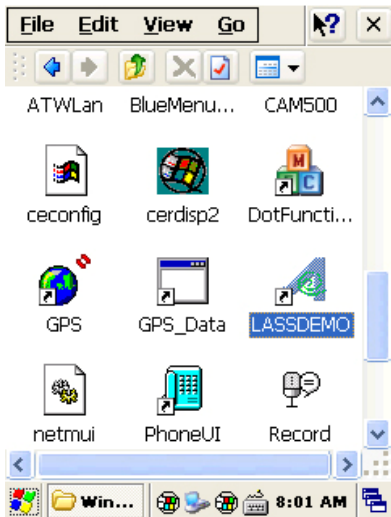 File Edit View Go ?
ATWLan BlueMenu... CAM500
ceconfig cerdisp2 DotFuncti...
GPS GPS_Data LASSDEMO
netmui PhoneUI Record
Win... 8:01 AM